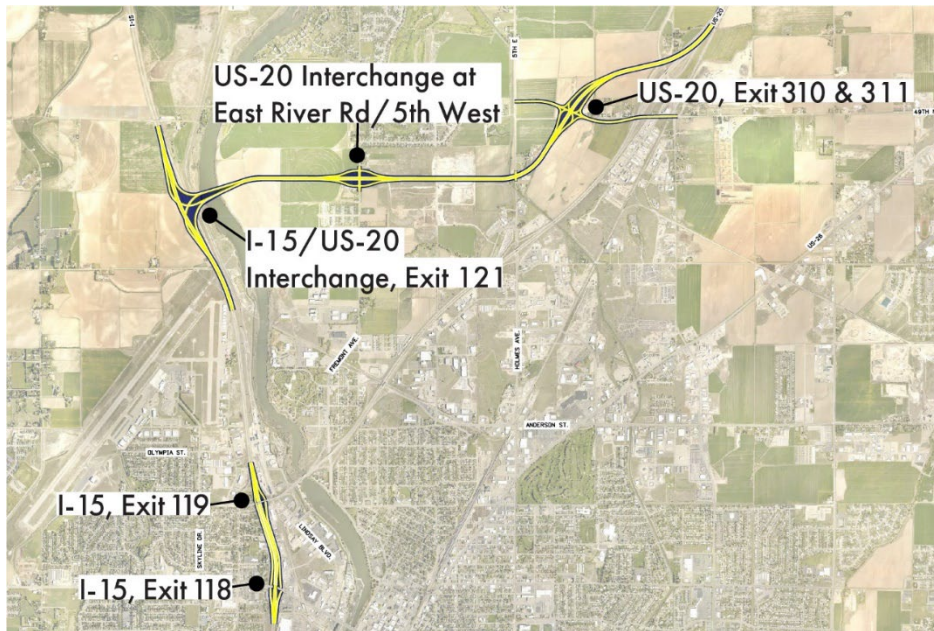 I-15
US-20
5TH E
US-20 Interchange at
East River Rd/5th West
US-20, Exit 310 & 311
49TH N
I-15/US-20
Interchange, Exit 121
US-26
FREMONT AVE.
HOLMES AVE.
ANDERSON ST.
OLYMPIA ST.
I-15, Exit 119
LINDSAY BLVD.
SKYLINE DR.
I-15, Exit 118